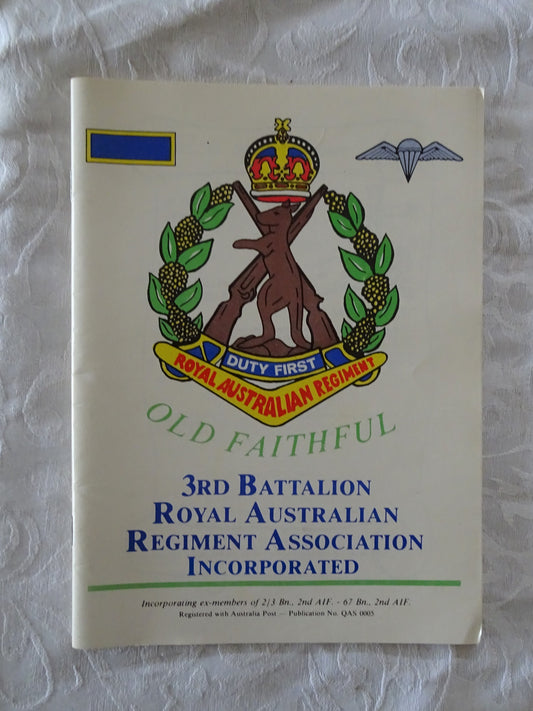 DUTY FIRST
ROYAL AUSTRALIAN REGIMENT
OLD FAITHFUL
3RD BATTALION
ROYAL AUSTRALIAN
REGIMENT ASSOCIATION
INCORPORATED
Incorporating ex-members of 2/3 Bn., 2nd AIF. - 67 Bn., 2nd AIF.
Registered with Australia Post — Publication No. QAS 0005